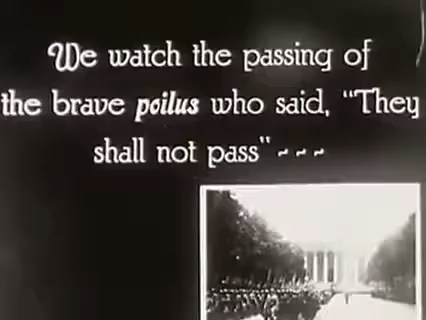 We watch the passing of
the brave poilus who said, "They
shall not pass" ~ ~ ~